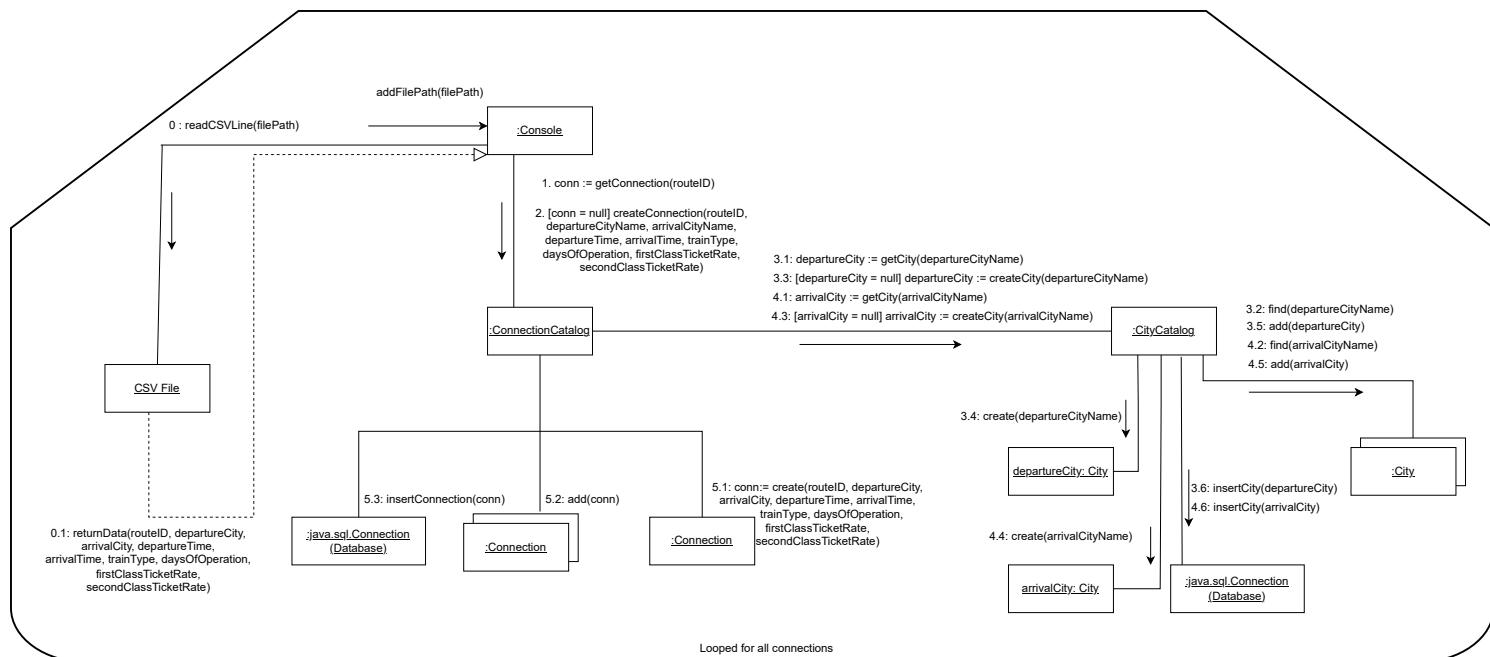 addFilePath(filePath)
0 : readCSVLine(filePath)
:Console
1. conn := getConnection(routeID)
2. [conn = null] createConnection(routeID,
departureCityName, arrivalCityName,
departureTime, arrivalTime, trainType,
daysOfOperation, firstClassTicketRate,
secondClassTicketRate)
3.1: departureCity := getCity(departureCityName)
3.3: [departureCity = null] departureCity := createCity(departureCityName)
4.1: arrivalCity := getCity(arrivalCityName)
4.3: [arrivalCity = null] arrivalCity := createCity(arrivalCityName)
:ConnectionCatalog
:CityCatalog
3.2: find(departureCityName)
3.5: add(departureCity)
4.2: find(arrivalCityName)
4.5: add(arrivalCity)
CSV File
3.4: create(departureCityName)
departureCity: City
:City
5.3: insertConnection(conn)
5.2: add(conn)
5.1: conn:= create(routeID, departureCity,
arrivalCity, departureTime, arrivalTime,
trainType, daysOfOperation,
firstClassTicketRate,
secondClassTicketRate)
3.6: insertCity(departureCity)
4.6: insertCity(arrivalCity)
0.1: returnData(routeID, departureCity,
arrivalCity, departureTime,
arrivalTime, trainType, daysOfOperation,
firstClassTicketRate,
secondClassTicketRate)
:java.sql.Connection
(Database)
:Connection
:Connection
4.4: create(arrivalCityName)
arrivalCity: City
:java.sql.Connection
(Database)
Looped for all connections